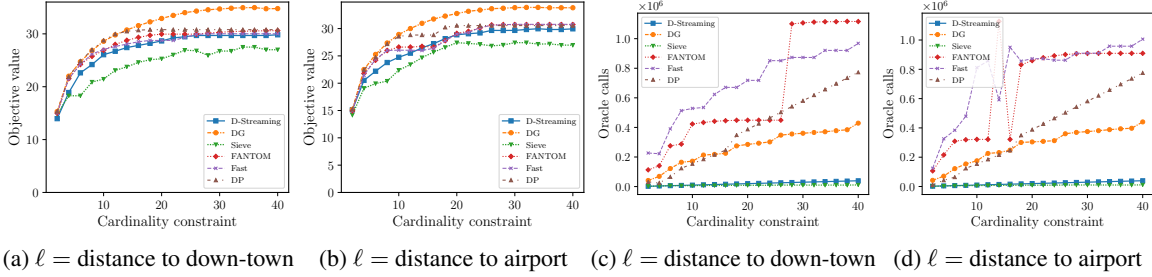 Objective value
30
20
10
0
10
20
30
40
Cardinality constraint
D-Streaming
DG
Sieve
FANTOM
Fast
DP
(a) ℓ = distance to down-town
Objective value
35
30
25
20
15
10
5
0
10
20
30
40
Cardinality constraint
D-Streaming
DG
Sieve
FANTOM
Fast
DP
(b) ℓ = distance to airport
×10⁶
Oracle calls
1.0
0.8
0.6
0.4
0.2
0.0
10
20
30
40
Cardinality constraint
D-Streaming
DG
Sieve
FANTOM
Fast
DP
(c) ℓ = distance to down-town
×10⁶
Oracle calls
1.0
0.8
0.6
0.4
0.2
0.0
10
20
30
40
Cardinality constraint
D-Streaming
DG
Sieve
FANTOM
Fast
DP
(d) ℓ = distance to airport